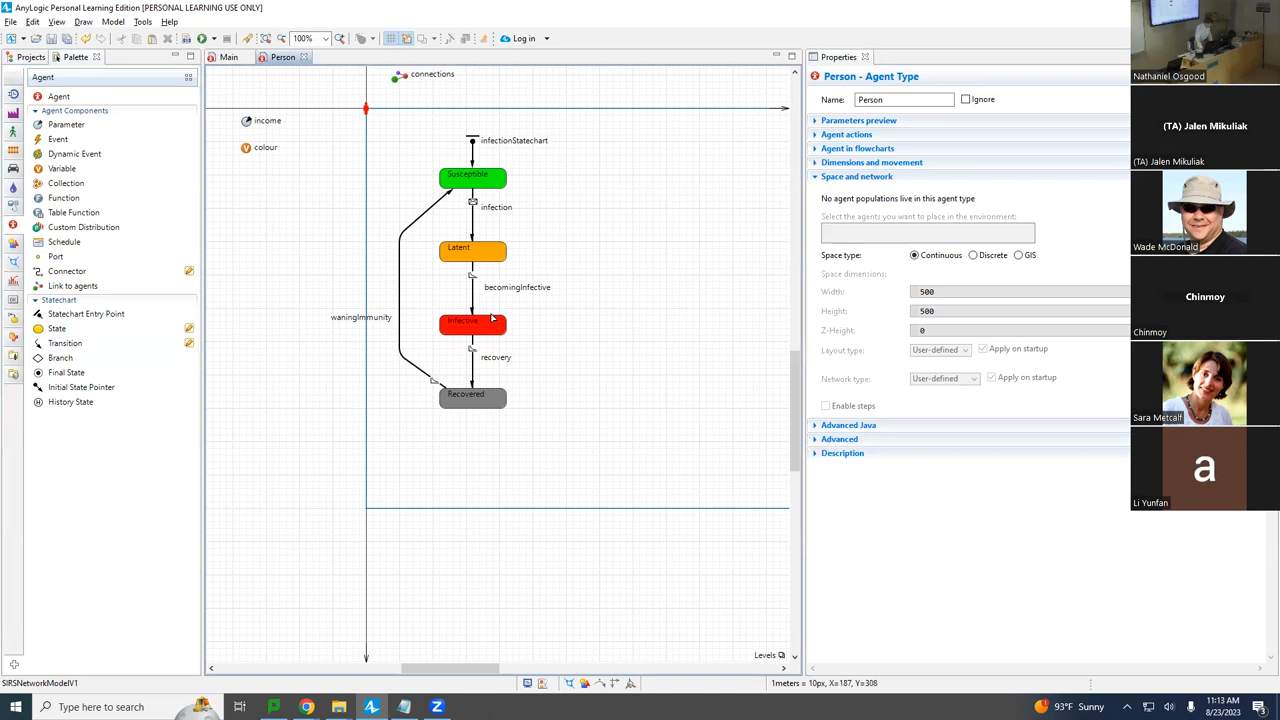 AnyLogic Personal Learning Edition [PERSONAL LEARNING USE ONLY]
File Edit View Draw Model Tools Help
100% Log in
Projects Palette
Main Person
Properties
Agent
Agent
Agent Components
Parameter
Event
Dynamic Event
Variable
Collection
Function
Table Function
Custom Distribution
Schedule
Port
Connector
Link to agents
Statechart
Statechart Entry Point
State
Transition
Branch
Final State
Initial State Pointer
History State
connections
income
colour
infectionStatechart
Susceptible
infection
Latent
becomingInfective
Infective
waningImmunity
recovery
Recovered
Levels
Person - Agent Type
Name: Person Ignore
Parameters preview
Agent actions
Agent in flowcharts
Dimensions and movement
Space and network
No agent populations live in this agent type
Select the agents you want to place in the environment:
Space type: Continuous Discrete GIS
Space dimensions:
Width: 500
Height: 500
Z-Height: 0
Layout type: User-defined Apply on startup
Network type: User-defined Apply on startup
Enable steps
Advanced Java
Advanced
Description
Nathaniel Osgood
(TA) Jalen Mikuliak
(TA) Jalen Mikuliak
Wade McDonald
Chinmoy
Chinmoy
Sara Metcalf
a
Li Yunfan
SIRSNetworkModelV1
1meters = 10px, X=187, Y=308
Type here to search
93°F Sunny
11:13 AM
8/23/2023
3